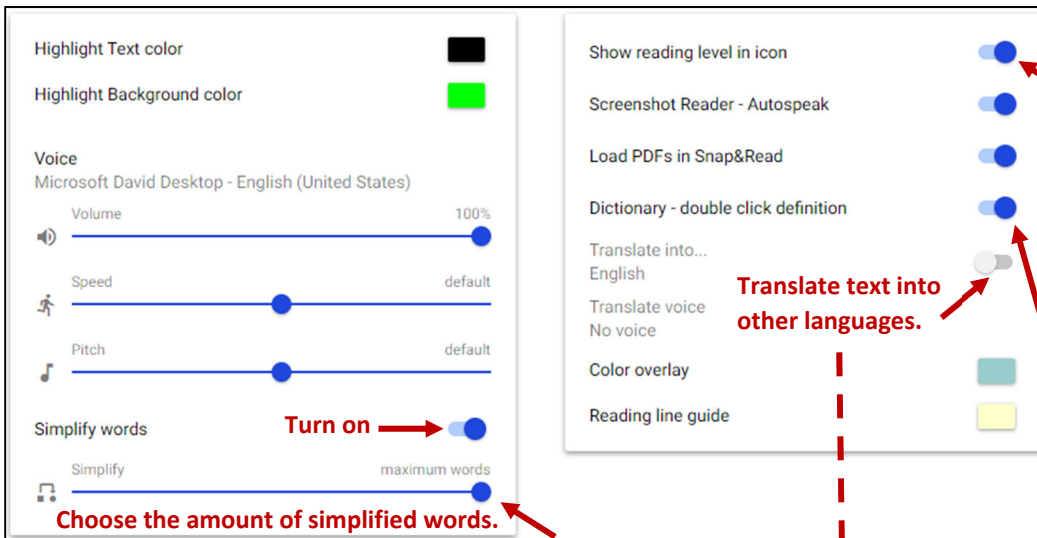 Highlight Text color
Highlight Background color
Voice
Microsoft David Desktop - English (United States)
Volume 100%
Speed default
Pitch default
Simplify words Turn on
Simplify maximum words
Choose the amount of simplified words.
Show reading level in icon
Screenshot Reader - Autospeak
Load PDFs in Snap&Read
Dictionary - double click definition
Translate into...
English
Translate voice
No voice
Translate text into
other languages.
Color overlay
Reading line guide